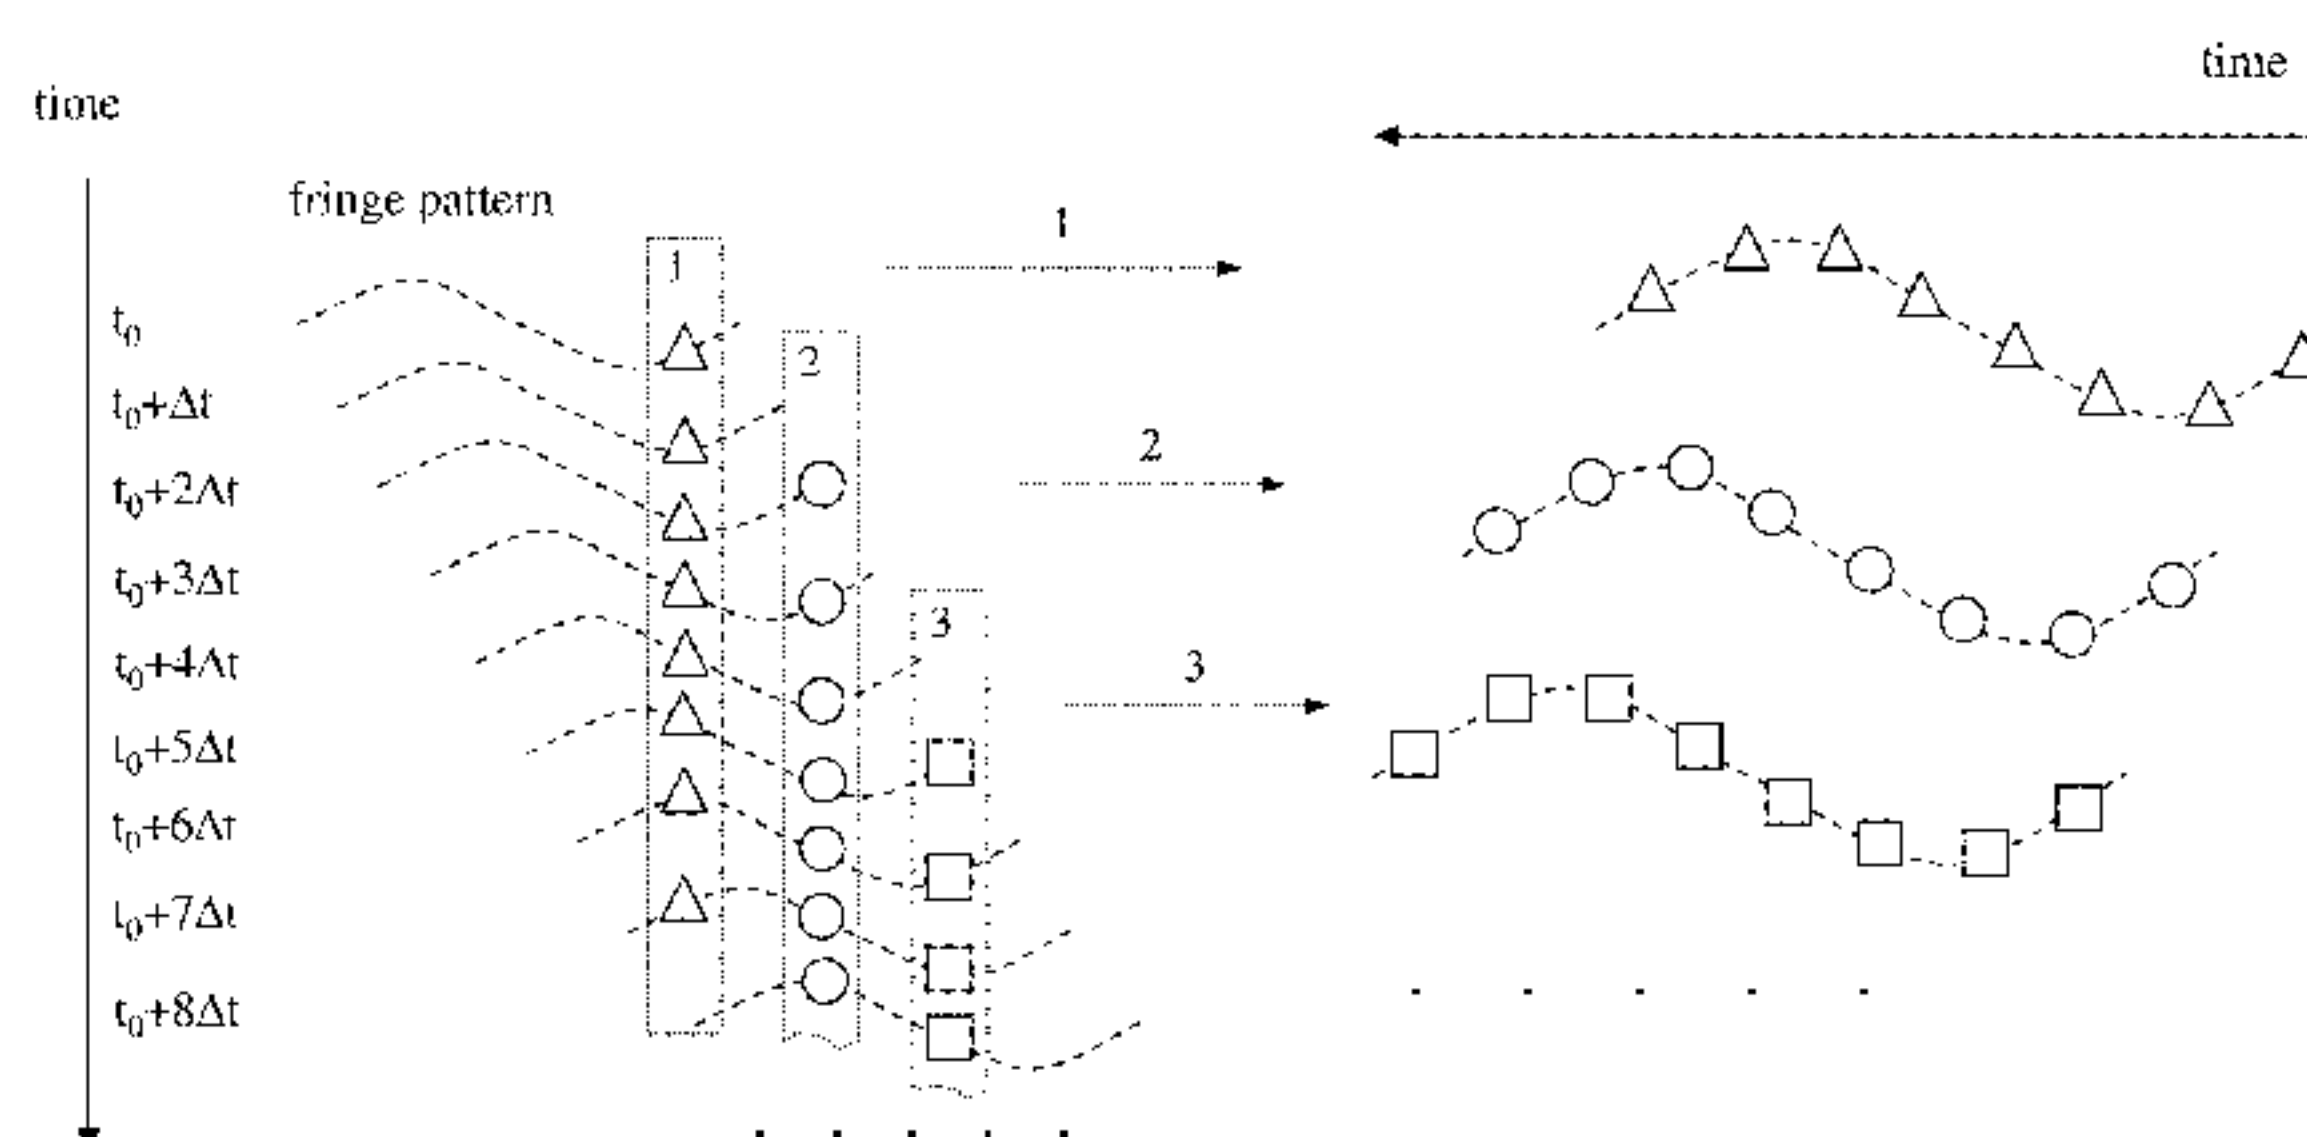 time
time
fringe pattern
1
1
t₀
2
t₀+Δt
2
t₀+2Δt
t₀+3Δt
3
t₀+4Δt
3
t₀+5Δt
t₀+6Δt
t₀+7Δt
t₀+8Δt